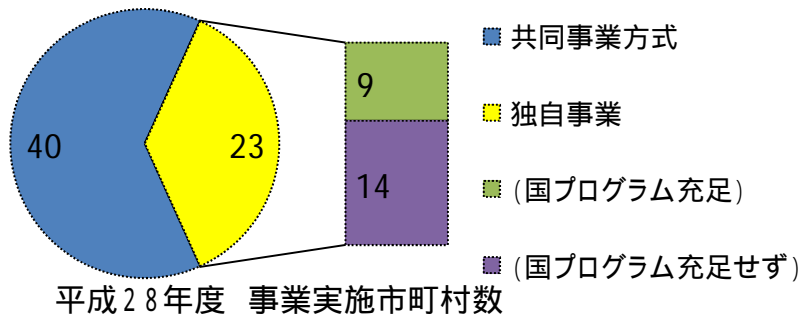 40
23
9
14
共同事業方式
独自事業
(国プログラム充足)
(国プログラム充足せず)
平成28年度 事業実施市町村数